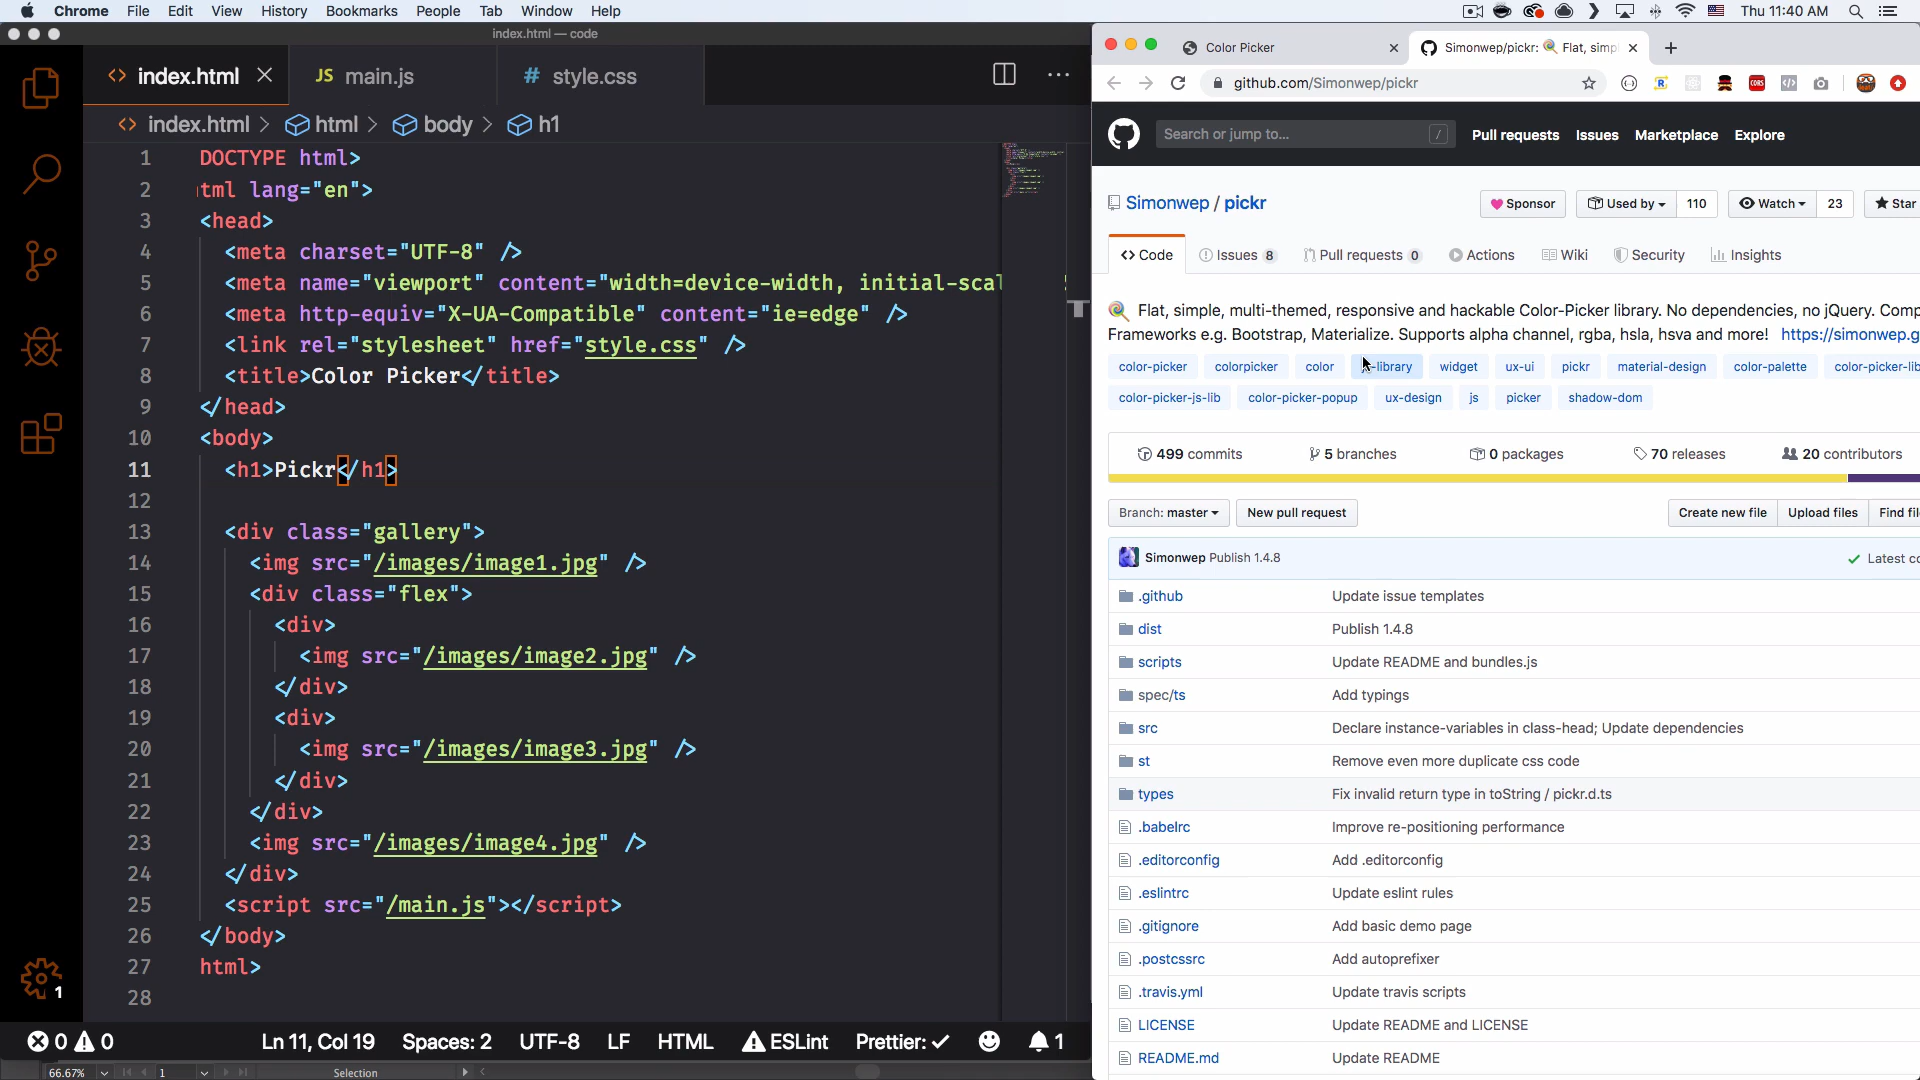 Chrome File Edit View History Bookmarks People Tab Window Help
Thu 11:40 AM
index.html — code
index.html
JS main.js
# style.css
index.html > html > body > h1
1 DOCTYPE html>
2 tml lang="en">
3 <head>
4 <meta charset="UTF-8" />
5 <meta name="viewport" content="width=device-width, initial-scal
6 <meta http-equiv="X-UA-Compatible" content="ie=edge" />
7 <link rel="stylesheet" href="style.css" />
8 <title>Color Picker</title>
9 </head>
10 <body>
11 <h1>Pickr</h1>
12
13 <div class="gallery">
14 <img src="/images/image1.jpg" />
15 <div class="flex">
16 <div>
17 <img src="/images/image2.jpg" />
18 </div>
19 <div>
20 <img src="/images/image3.jpg" />
21 </div>
22 </div>
23 <img src="/images/image4.jpg" />
24 </div>
25 <script src="/main.js"></script>
26 </body>
27 html>
28
1
0 0 Ln 11, Col 19 Spaces: 2 UTF-8 LF HTML ESLint Prettier: ✓ 1
66.67% 1 Selection
Color Picker
Simonwep/pickr: Flat, simp
github.com/Simonwep/pickr
CORS
Search or jump to... /
Pull requests Issues Marketplace Explore
Simonwep / pickr
Sponsor Used by 110 Watch 23 Star
Code Issues 8 Pull requests 0 Actions Wiki Security Insights
Flat, simple, multi-themed, responsive and hackable Color-Picker library. No dependencies, no jQuery. Comp
Frameworks e.g. Bootstrap, Materialize. Supports alpha channel, rgba, hsla, hsva and more! https://simonwep.g
color-picker colorpicker color -library widget ux-ui pickr material-design color-palette color-picker-lib
color-picker-js-lib color-picker-popup ux-design js picker shadow-dom
499 commits 5 branches 0 packages 70 releases 20 contributors
Branch: master New pull request Create new file Upload files Find fil
Simonwep Publish 1.4.8 Latest co
.github Update issue templates
dist Publish 1.4.8
scripts Update README and bundles.js
spec/ts Add typings
src Declare instance-variables in class-head; Update dependencies
st Remove even more duplicate css code
types Fix invalid return type in toString / pickr.d.ts
.babelrc Improve re-positioning performance
.editorconfig Add .editorconfig
.eslintrc Update eslint rules
.gitignore Add basic demo page
.postcssrc Add autoprefixer
.travis.yml Update travis scripts
LICENSE Update README and LICENSE
README.md Update README